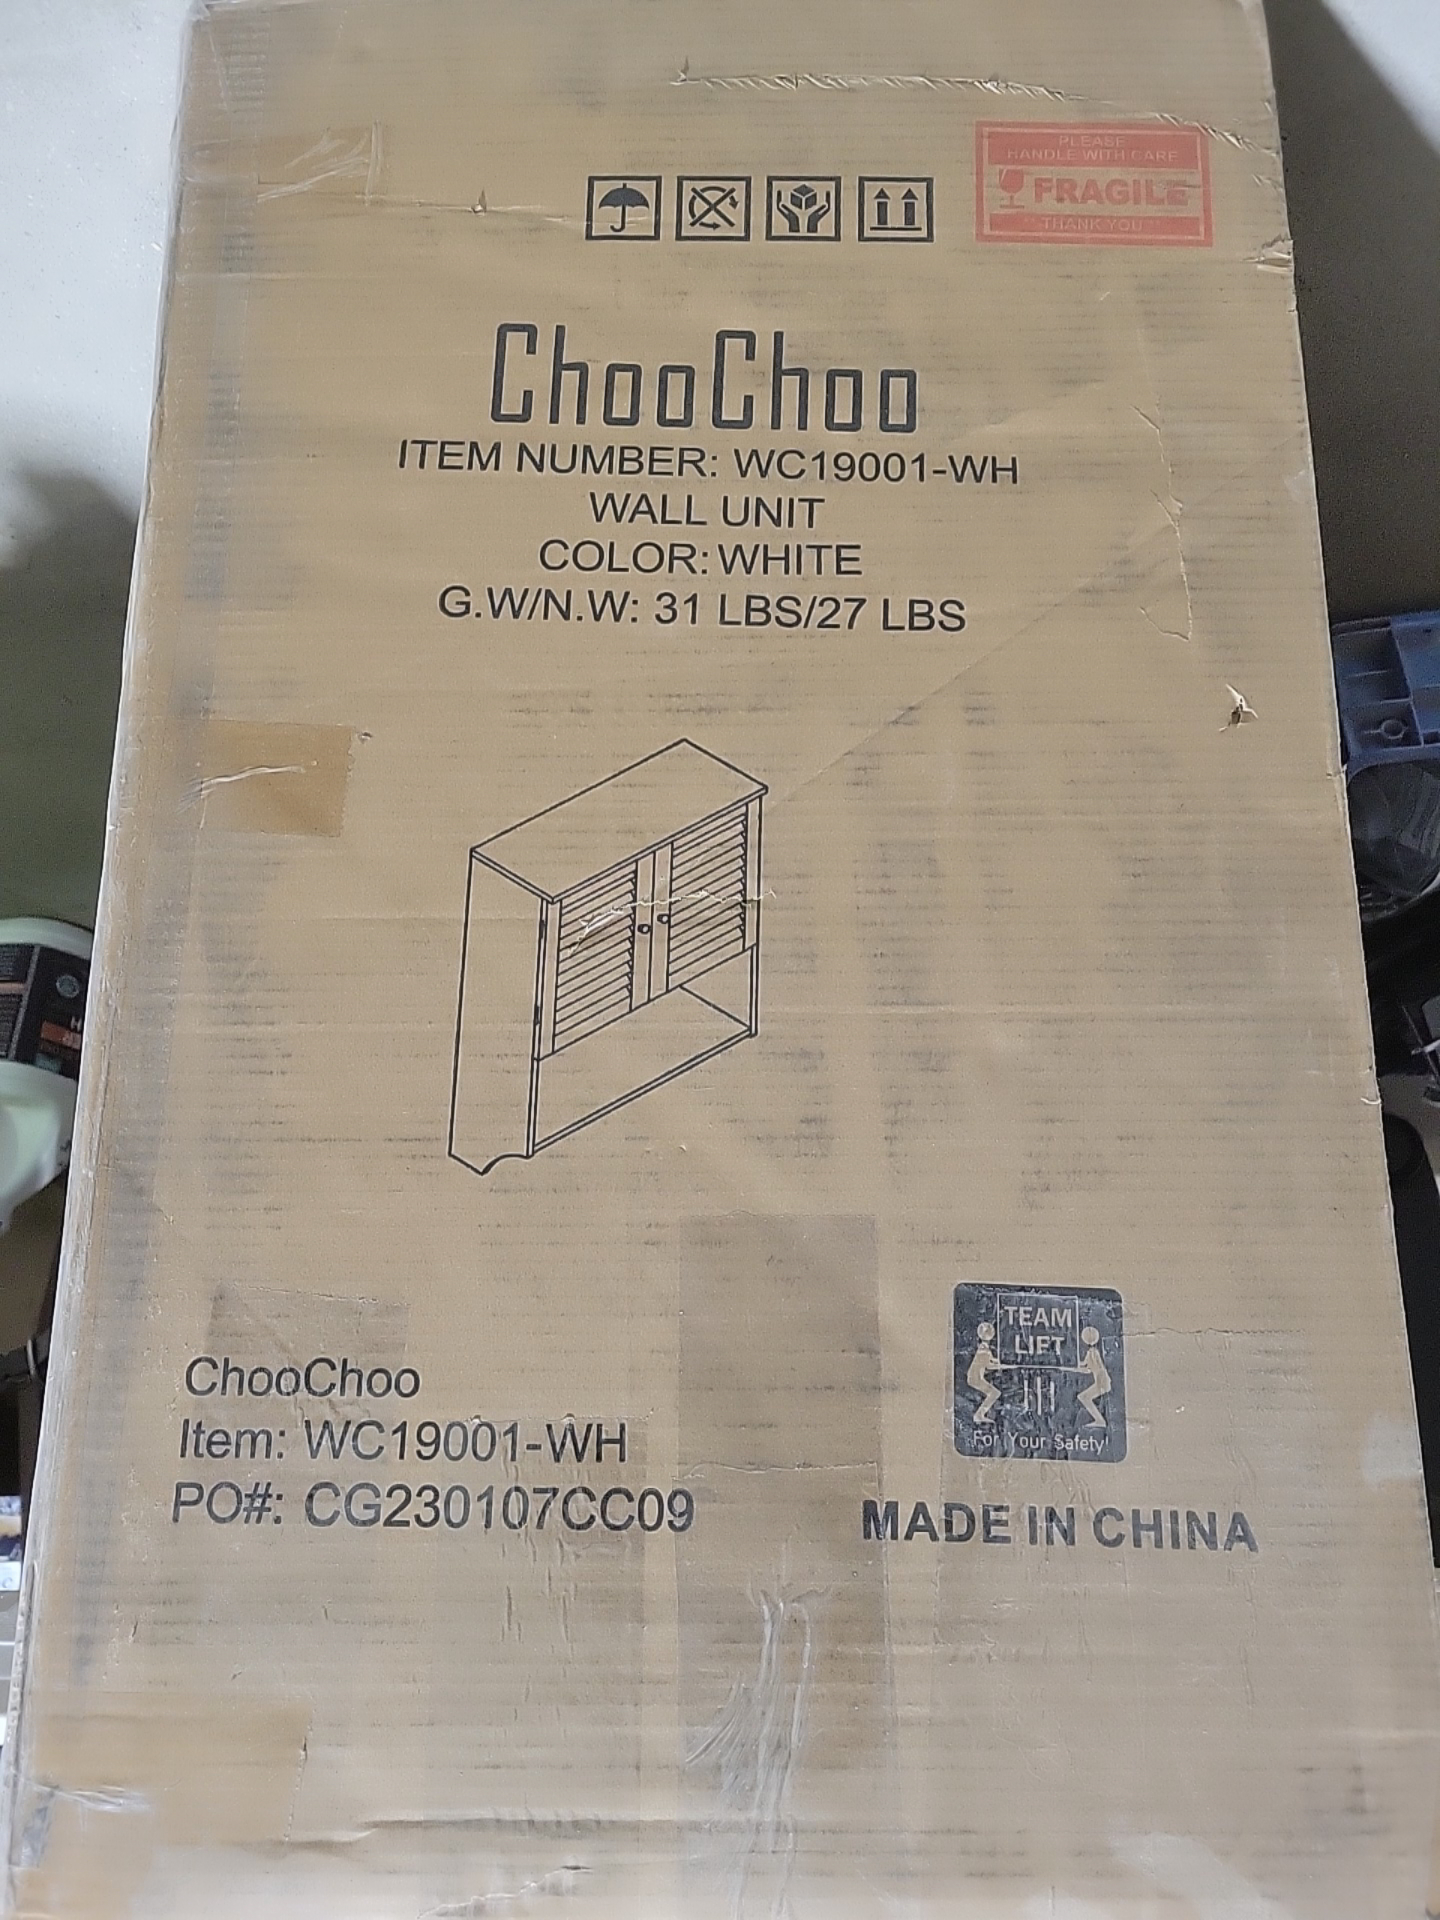 PLEASE
HANDLE WITH CARE
FRAGILE
THANK YOU
ChooChoo
ITEM NUMBER: WC19001-WH
WALL UNIT
COLOR: WHITE
G.W/N.W: 31 LBS/27 LBS
TEAM
LIFT
For Your Safety!
ChooChoo
Item: WC19001-WH
PO#: CG230107CC09
MADE IN CHINA